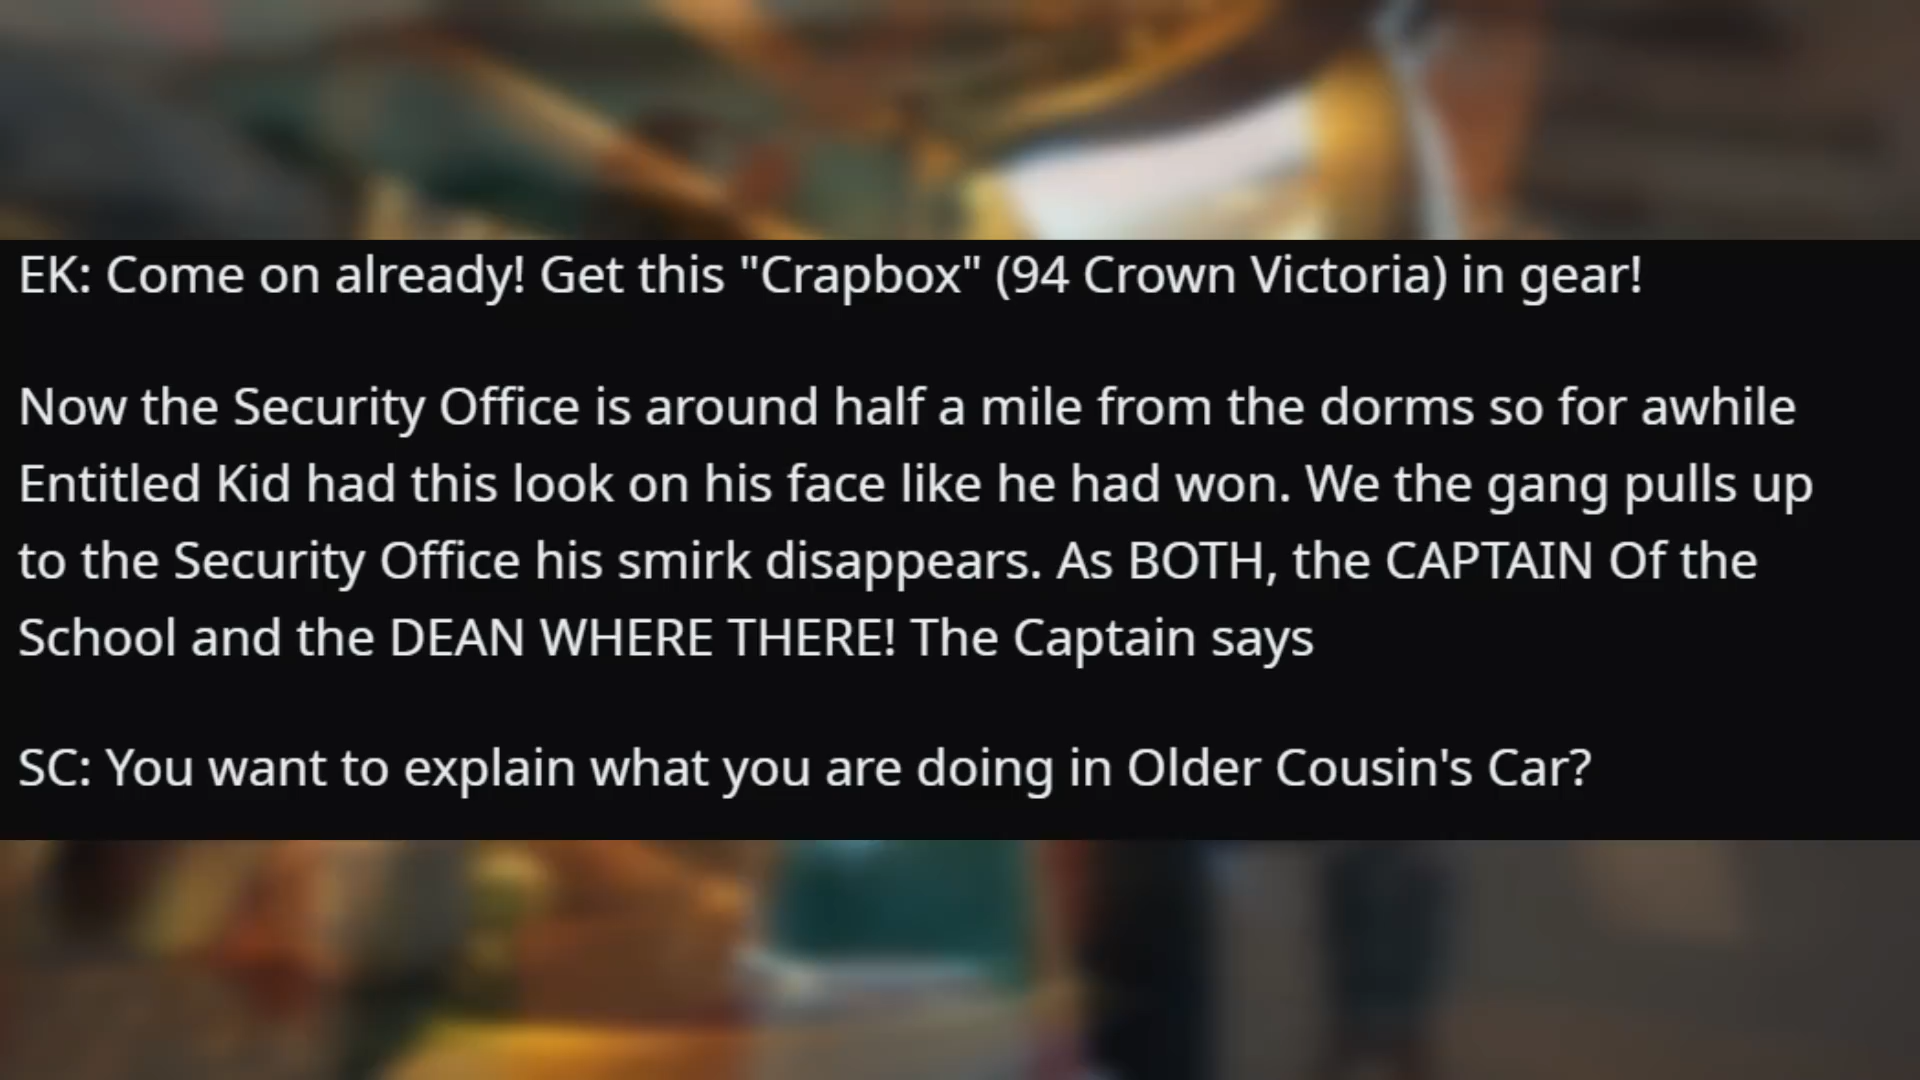 EK: Come on already! Get this "Crapbox" (94 Crown Victoria) in gear!
Now the Security Office is around half a mile from the dorms so for awhile
Entitled Kid had this look on his face like he had won. We the gang pulls up
to the Security Office his smirk disappears. As BOTH, the CAPTAIN Of the
School and the DEAN WHERE THERE! The Captain says
SC: You want to explain what you are doing in Older Cousin's Car?